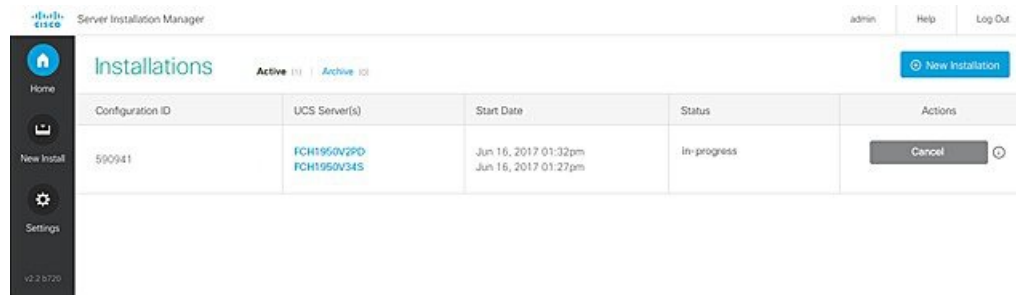 CISCO Server Installation Manager admin Help Log Out
Home
New Install
Settings
v2.2 b720
Installations Active (1) | Archive (0) New Installation
Configuration ID UCS Server(s) Start Date Status Actions
590941 FCH1950V2PD Jun 16, 2017 01:32pm in-progress Cancel
FCH1950V34S Jun 16, 2017 01:27pm